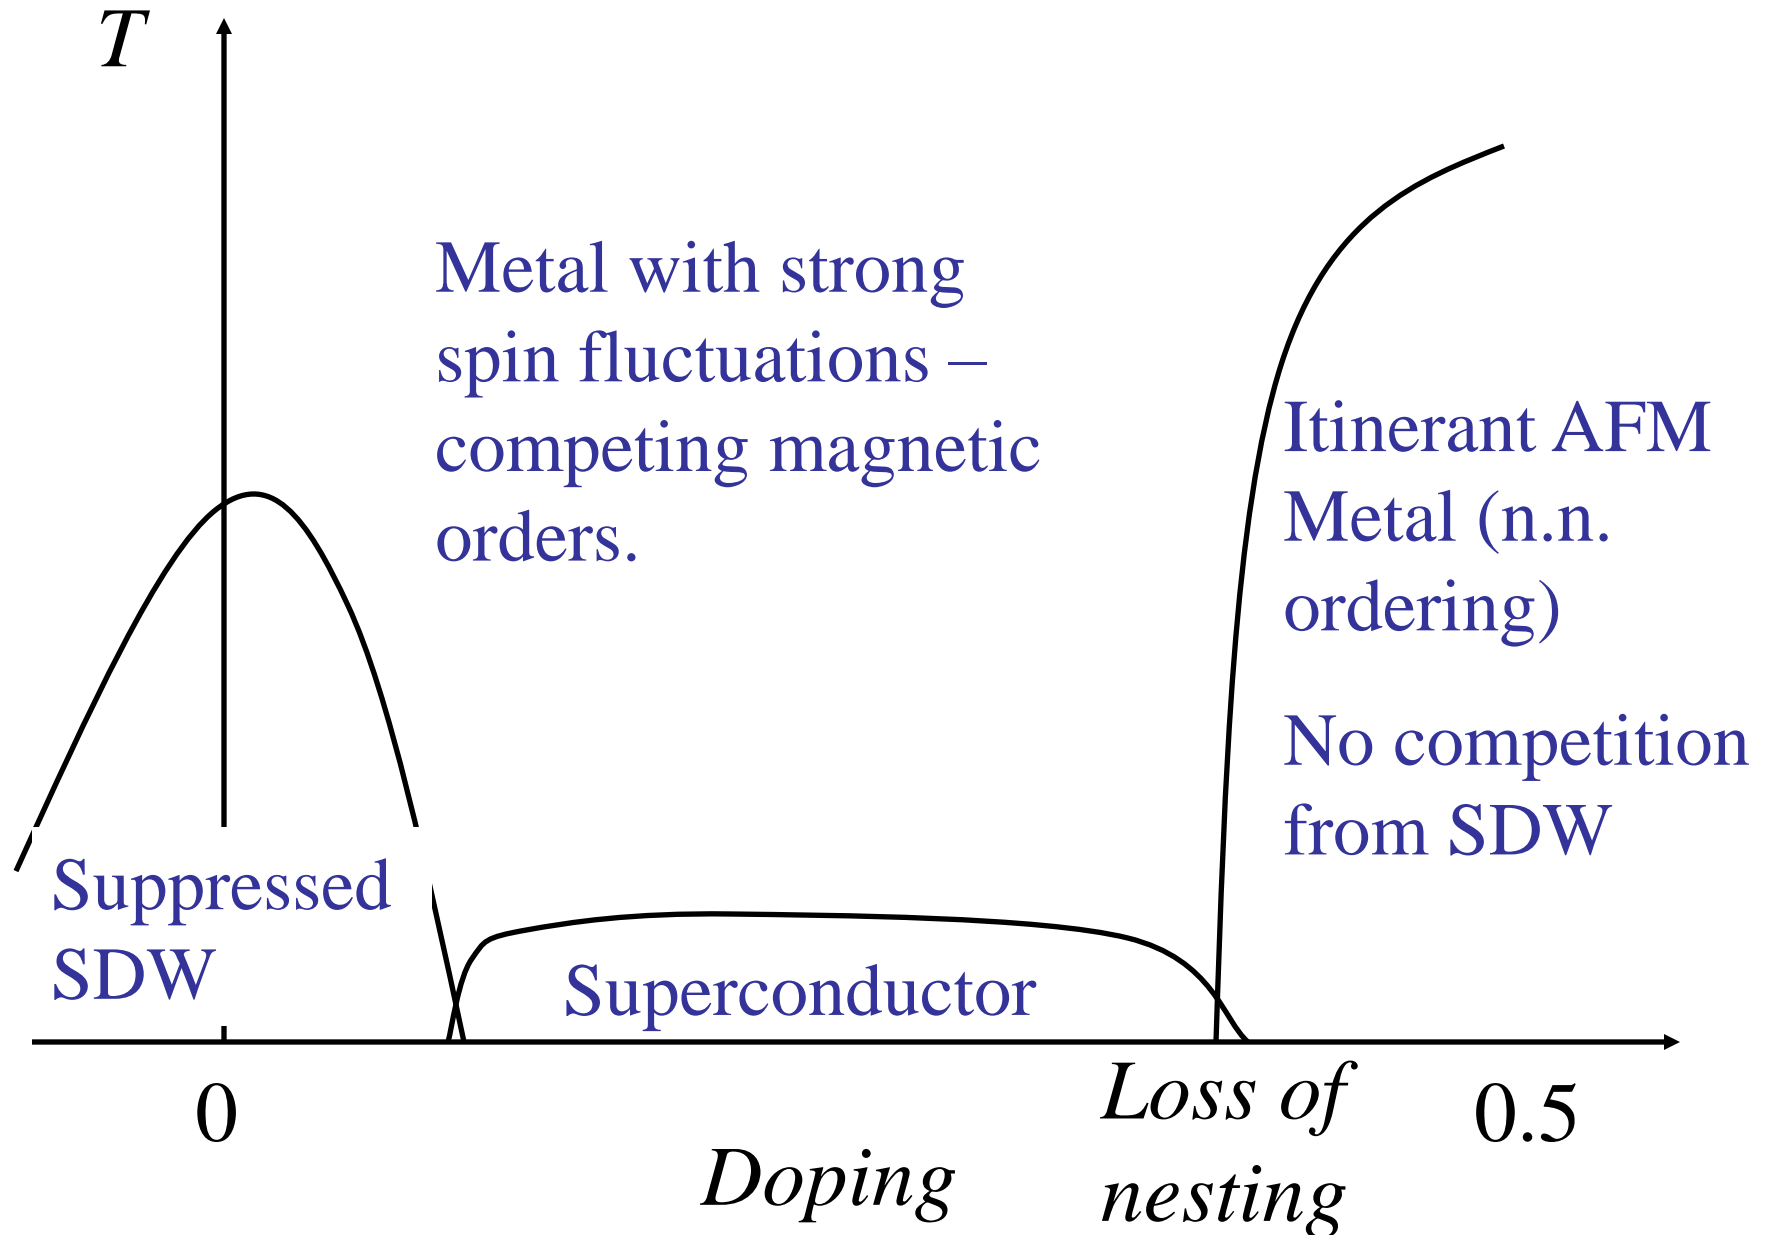 T
Metal with strong
spin fluctuations –
competing magnetic
orders.
Itinerant AFM
Metal (n.n.
ordering)
No competition
from SDW
Suppressed
SDW
Superconductor
0
Loss of
nesting
0.5
Doping